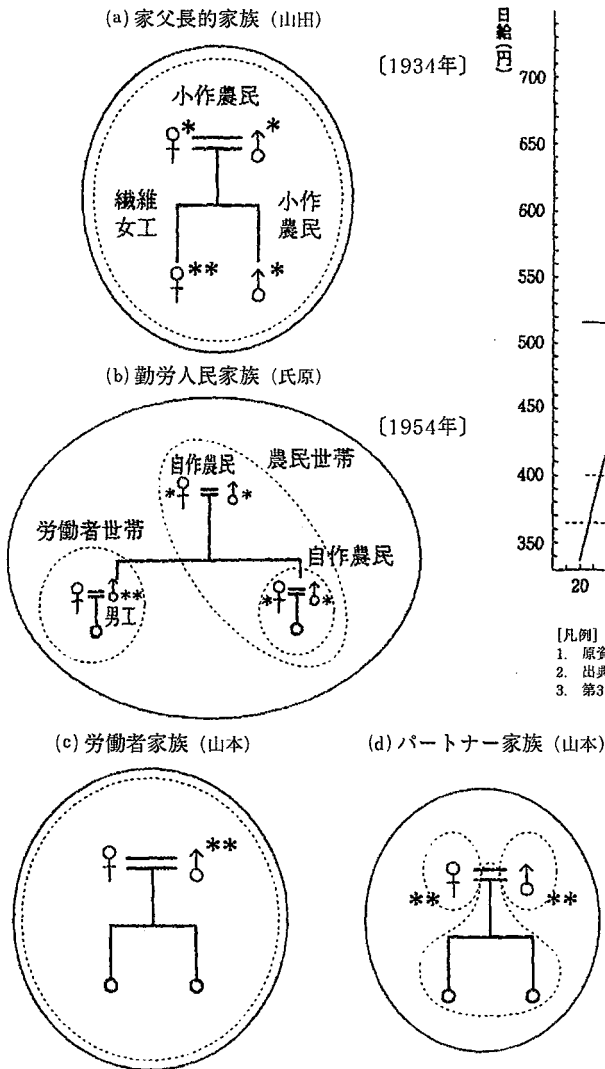 (a) 家父長的家族 (山田)
〔1934年〕
小作農民
♀* ♂*
繊維
女工
小作
農民
♀** ♂*
(b) 勤労人民家族 (氏原)
〔1954年〕
農民世帯
自作農民
*♀ ♂*
労働者世帯
自作農民
♀ ♂**
男工
*♀ ♂*
(c) 労働者家族 (山本)
♀ ♂**
(d) パートナー家族 (山本)
♀ ♂
** **
日給(円)
700
650
600
550
500
450
400
350
20
[凡例]
1. 原資
2. 出典
3. 第3